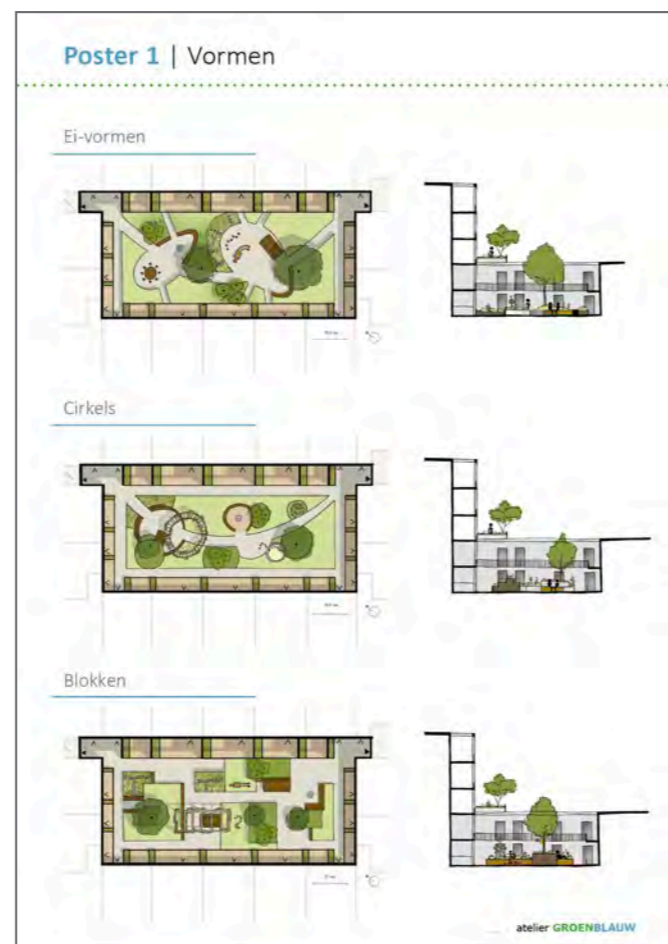 Poster 1 | Vormen
Ei-vormen
Cirkels
Blokken
atelier GROENBLAUW